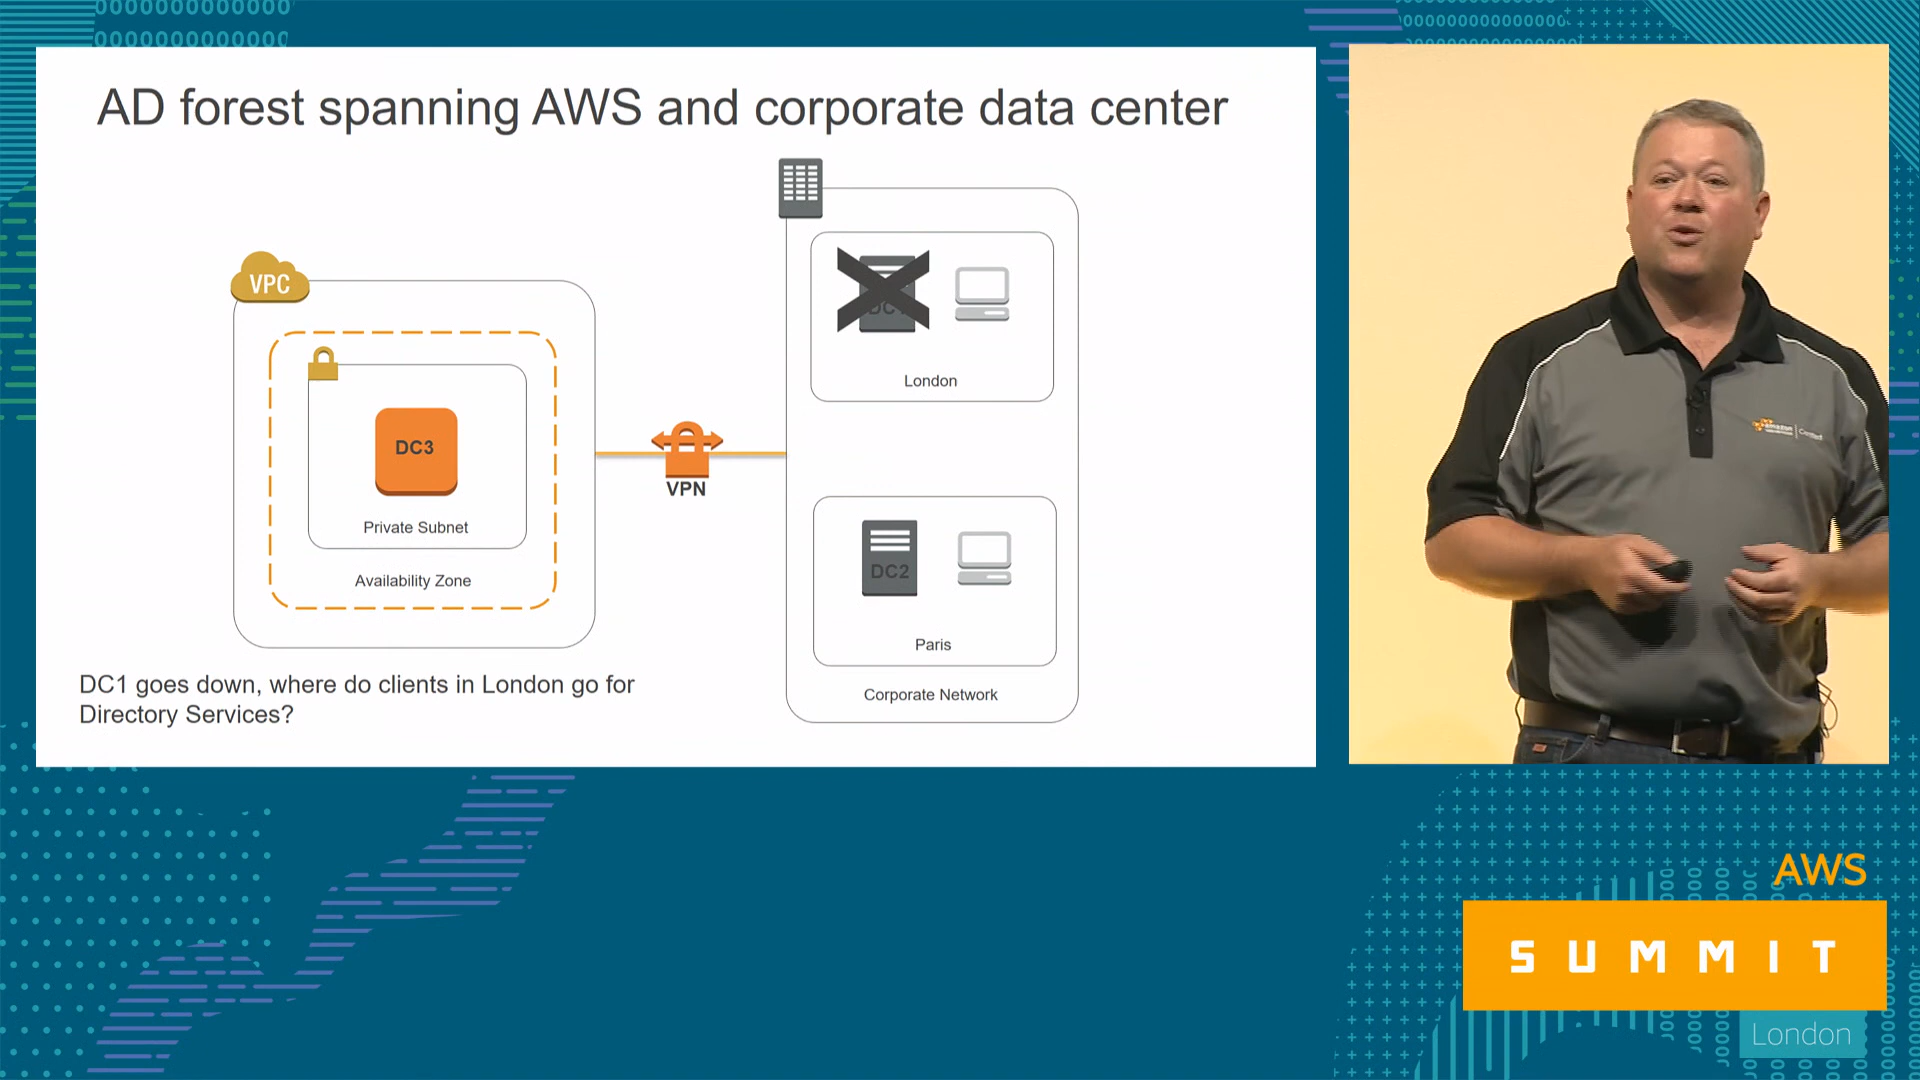 AD forest spanning AWS and corporate data center
VPC
DC3
Private Subnet
Availability Zone
VPN
London
DC2
Paris
Corporate Network
DC1 goes down, where do clients in London go for
Directory Services?
amazon
AWS
SUMMIT
London